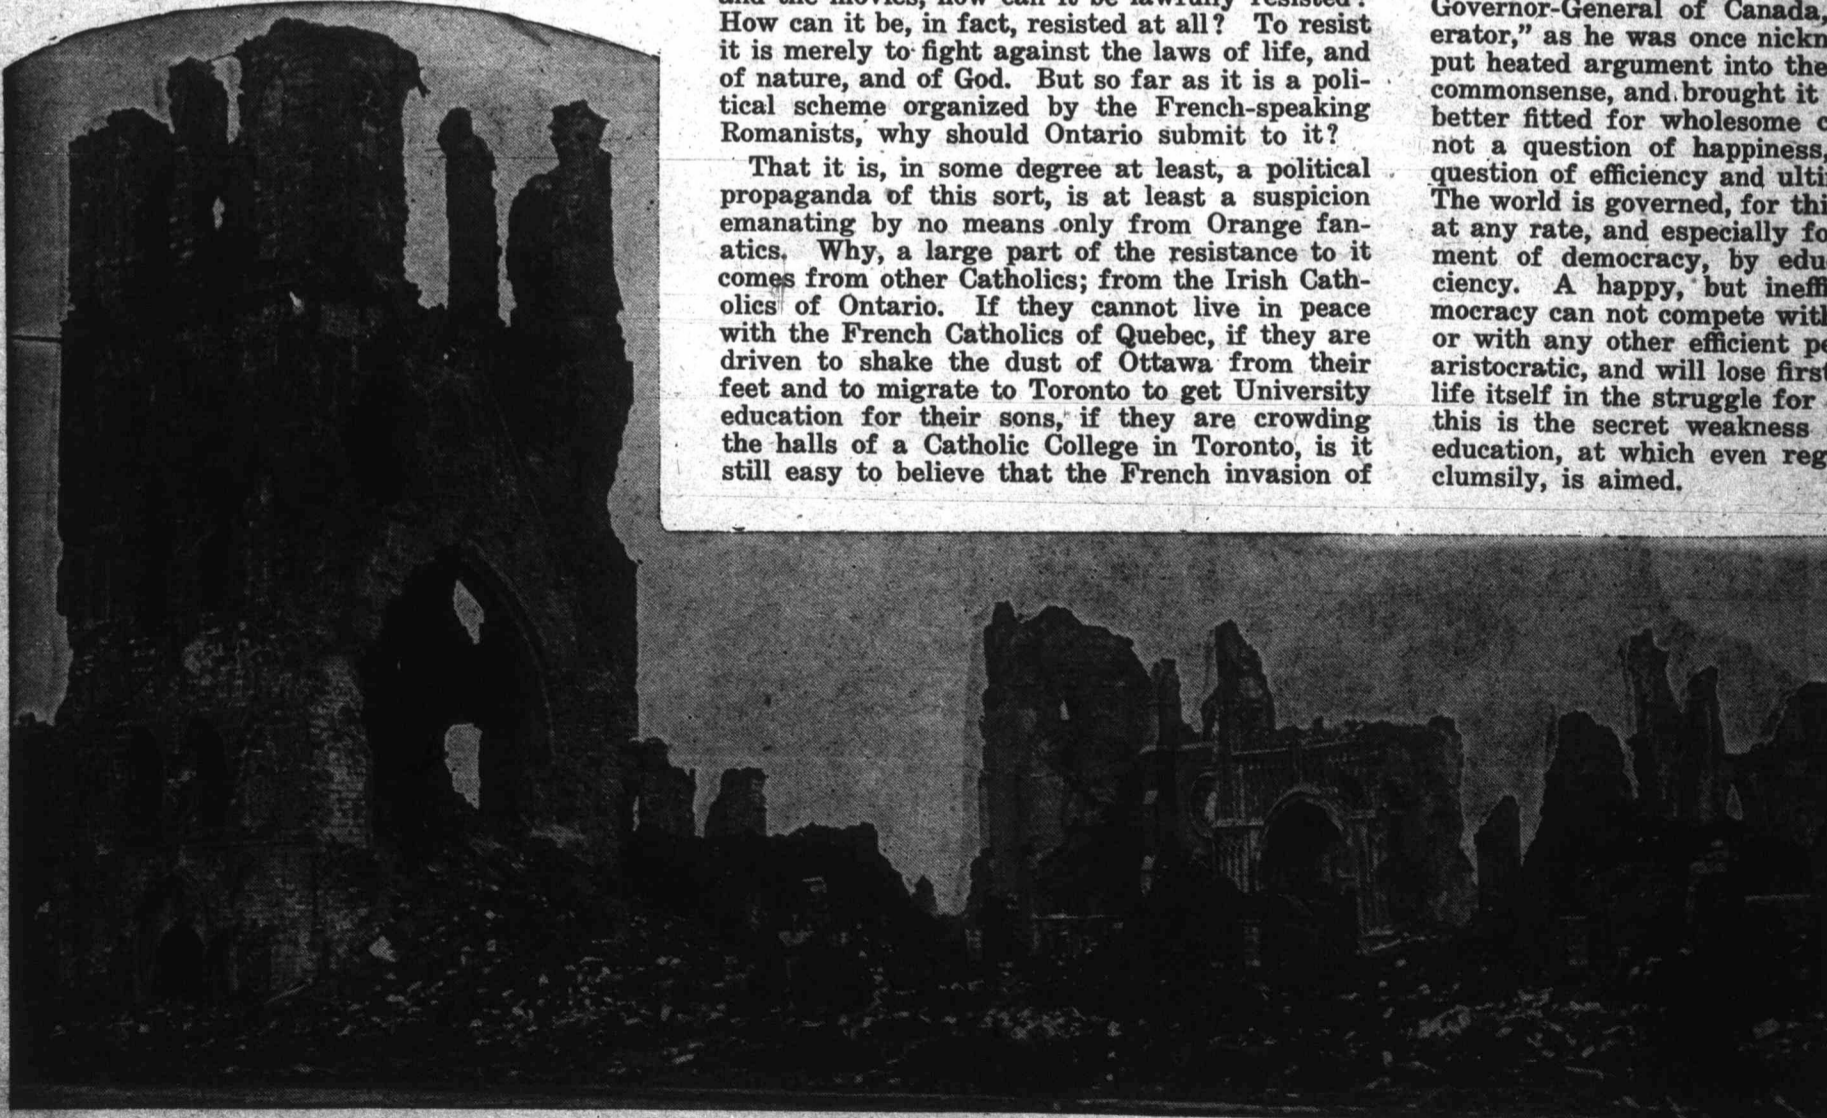 How can it be, in fact, resisted at all? To resist
it is merely to fight against the laws of life, and
of nature, and of God. But so far as it is a poli-
tical scheme organized by the French-speaking
Romanists, why should Ontario submit to it?
That it is, in some degree at least, a political
propaganda of this sort, is at least a suspicion
emanating by no means only from Orange fan-
atics. Why, a large part of the resistance to it
comes from other Catholics; from the Irish Cath-
olics of Ontario. If they cannot live in peace
with the French Catholics of Quebec, if they are
driven to shake the dust of Ottawa from their
feet and to migrate to Toronto to get University
education for their sons, if they are crowding
the halls of a Catholic College in Toronto, is it
still easy to believe that the French invasion of
Governor-General of Canada,
erator," as he was once nickn
put heated argument into the
commonsense, and brought it
better fitted for wholesome c
not a question of happiness,
question of efficiency and ulti
The world is governed, for thi
at any rate, and especially fo
ment of democracy, by edu
ciency. A happy, but ineffi
mocracy can not compete with
or with any other efficient pe
aristocratic, and will lose first
life itself in the struggle for
this is the secret weakness
education, at which even reg
clumsily, is aimed.